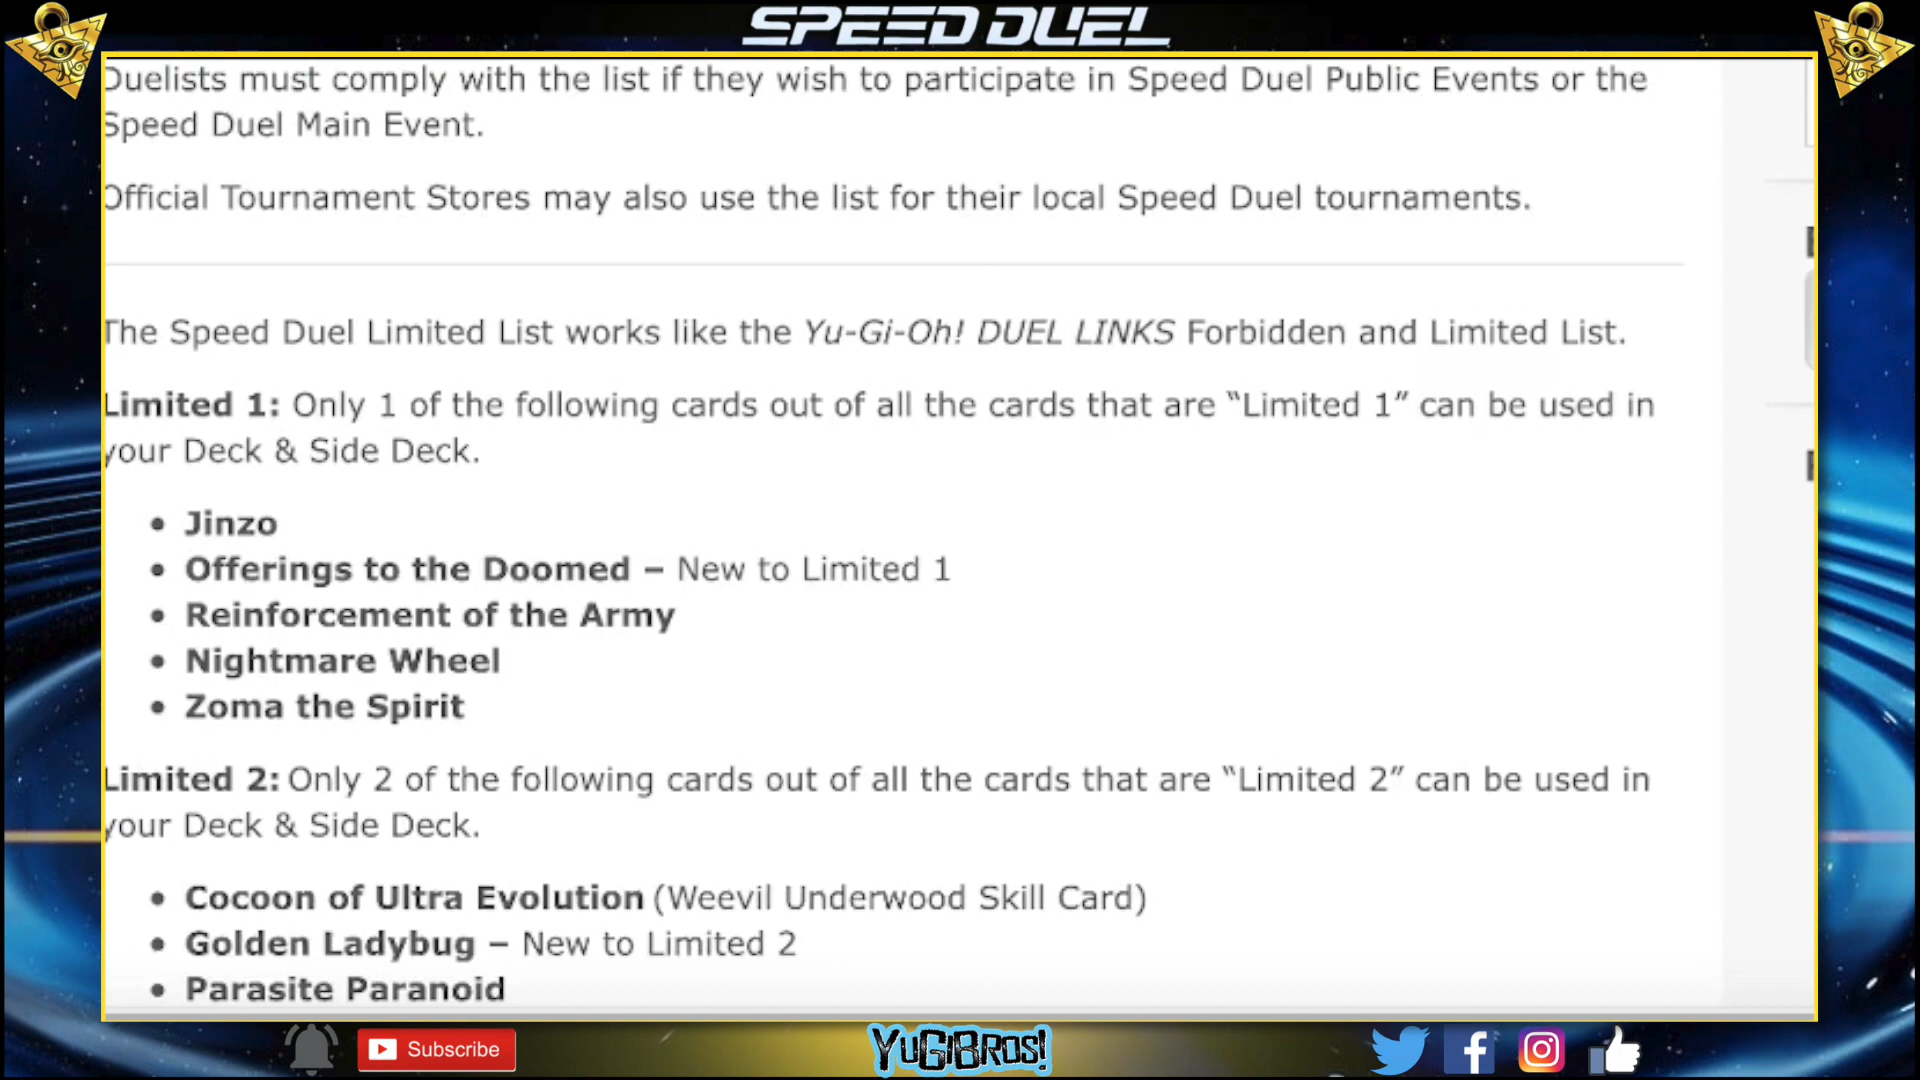 SPEED DUEL
Duelists must comply with the list if they wish to participate in Speed Duel Public Events or the
Speed Duel Main Event.
Official Tournament Stores may also use the list for their local Speed Duel tournaments.
The Speed Duel Limited List works like the Yu-Gi-Oh! DUEL LINKS Forbidden and Limited List.
Limited 1: Only 1 of the following cards out of all the cards that are “Limited 1” can be used in
your Deck & Side Deck.
• Jinzo
• Offerings to the Doomed – New to Limited 1
• Reinforcement of the Army
• Nightmare Wheel
• Zoma the Spirit
Limited 2: Only 2 of the following cards out of all the cards that are “Limited 2” can be used in
your Deck & Side Deck.
• Cocoon of Ultra Evolution (Weevil Underwood Skill Card)
• Golden Ladybug – New to Limited 2
• Parasite Paranoid
Subscribe
YuGiBros!